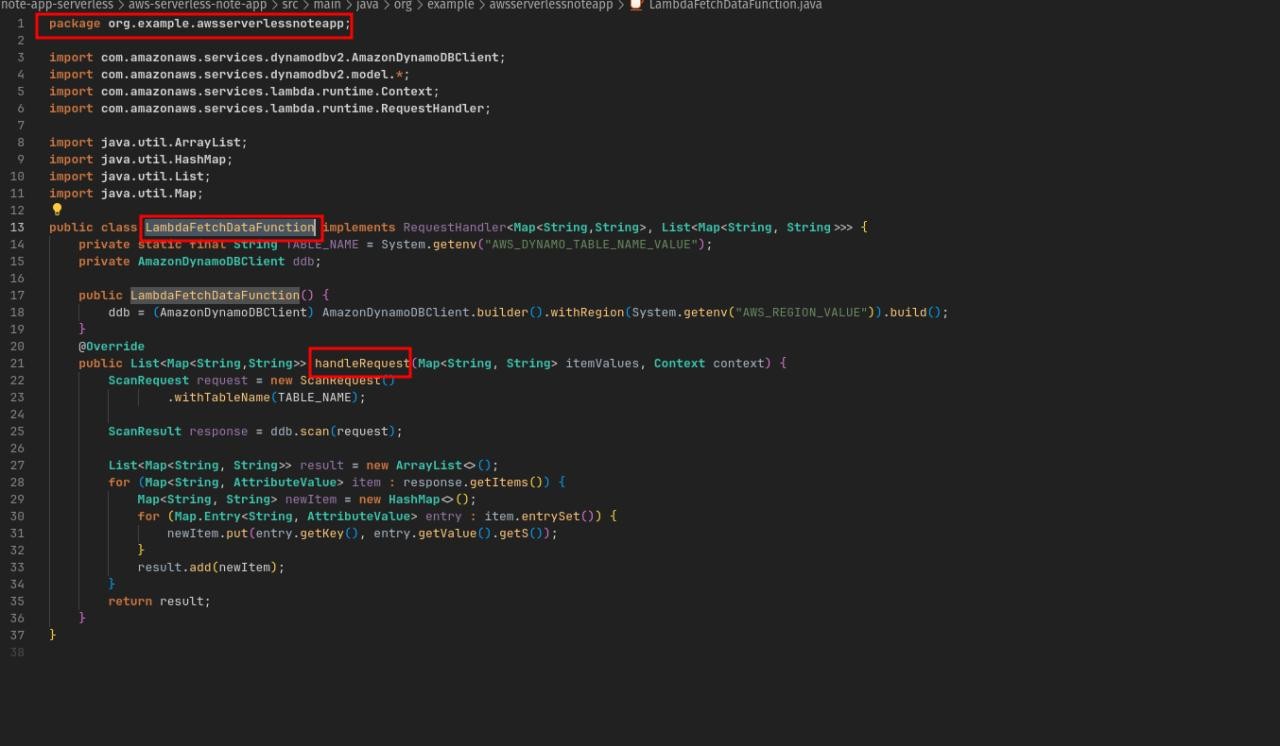 note-app-serverless > aws-serverless-note-app > src > main > java > org > example > awsserverlessnoteapp > LambdaFetchDataFunction.java
1 package org.example.awsserverlessnoteapp;
2
3 import com.amazonaws.services.dynamodbv2.AmazonDynamoDBClient;
4 import com.amazonaws.services.dynamodbv2.model.*;
5 import com.amazonaws.services.lambda.runtime.Context;
6 import com.amazonaws.services.lambda.runtime.RequestHandler;
7
8 import java.util.ArrayList;
9 import java.util.HashMap;
10 import java.util.List;
11 import java.util.Map;
12
13 public class LambdaFetchDataFunction implements RequestHandler<Map<String,String>, List<Map<String, String>>> {
14 private static final String TABLE_NAME = System.getenv("AWS_DYNAMO_TABLE_NAME_VALUE");
15 private AmazonDynamoDBClient ddb;
16
17 public LambdaFetchDataFunction() {
18 ddb = (AmazonDynamoDBClient) AmazonDynamoDBClient.builder().withRegion(System.getenv("AWS_REGION_VALUE")).build();
19 }
20 @Override
21 public List<Map<String,String>> handleRequest(Map<String, String> itemValues, Context context) {
22 ScanRequest request = new ScanRequest()
23 .withTableName(TABLE_NAME);
24
25 ScanResult response = ddb.scan(request);
26
27 List<Map<String, String>> result = new ArrayList<>();
28 for (Map<String, AttributeValue> item : response.getItems()) {
29 Map<String, String> newItem = new HashMap<>();
30 for (Map.Entry<String, AttributeValue> entry : item.entrySet()) {
31 newItem.put(entry.getKey(), entry.getValue().getS());
32 }
33 result.add(newItem);
34 }
35 return result;
36 }
37 }
38